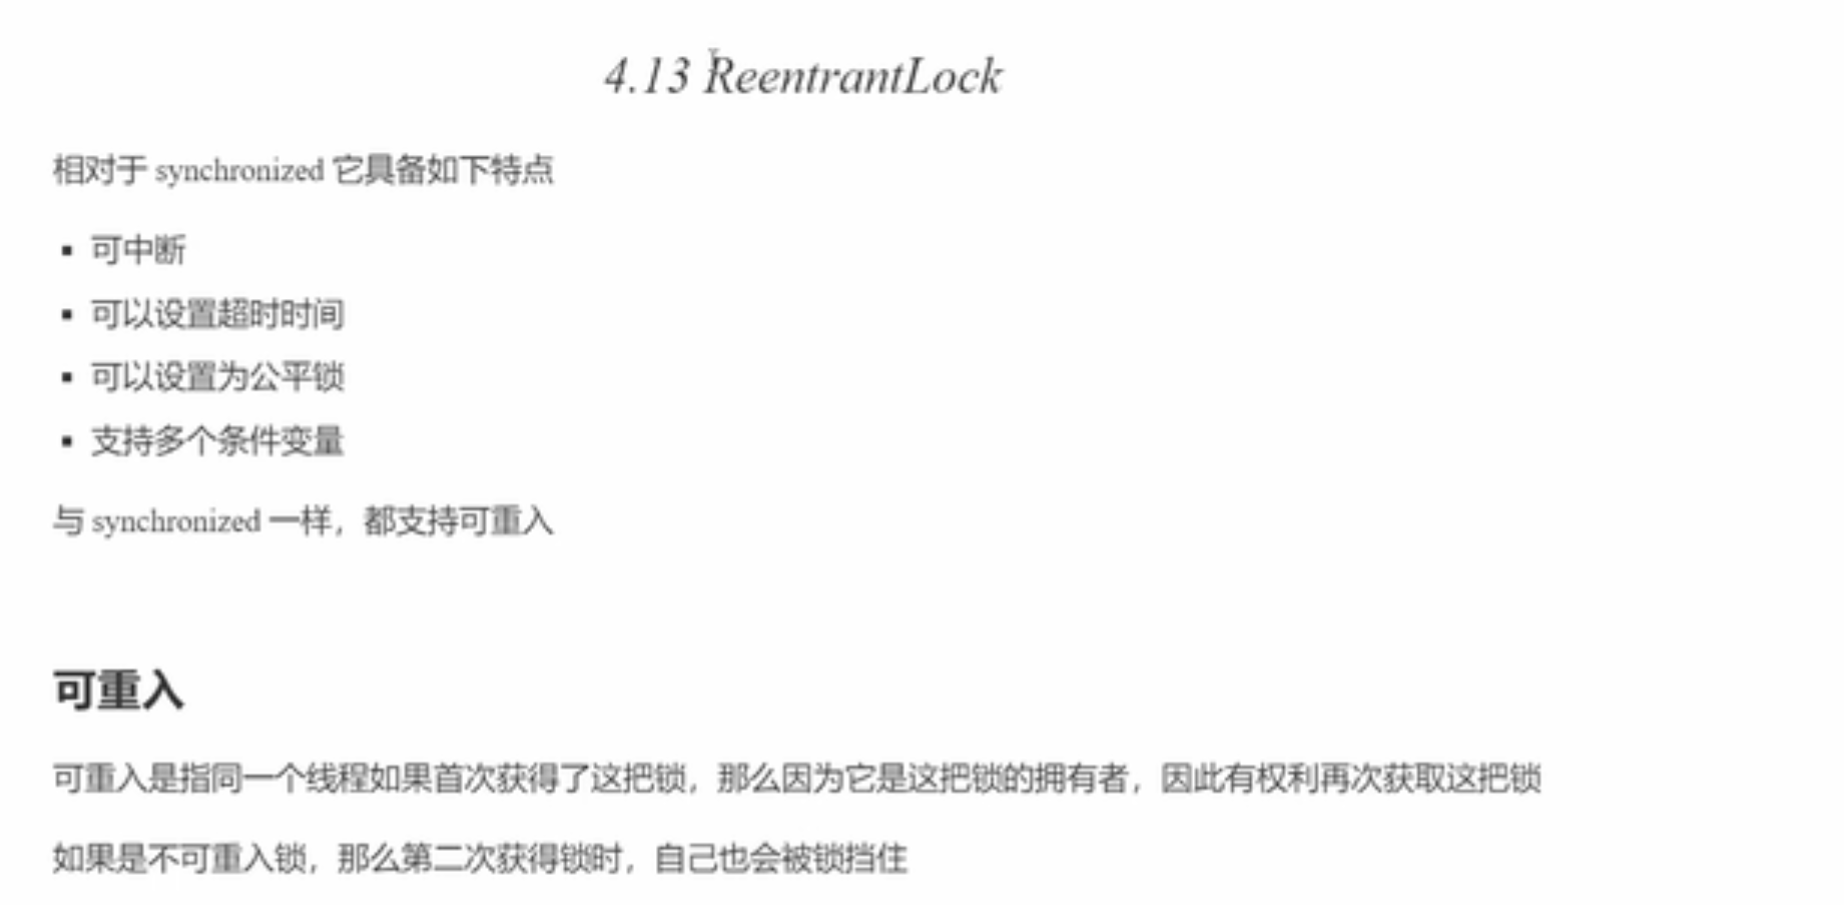 4.13 ReentrantLock
相对于 synchronized 它具备如下特点
▪ 可中断
▪ 可以设置超时时间
▪ 可以设置为公平锁
▪ 支持多个条件变量
与 synchronized 一样，都支持可重入
可重入
可重入是指同一个线程如果首次获得了这把锁，那么因为它是这把锁的拥有者，因此有权利再次获取这把锁
如果是不可重入锁，那么第二次获得锁时，自己也会被锁挡住